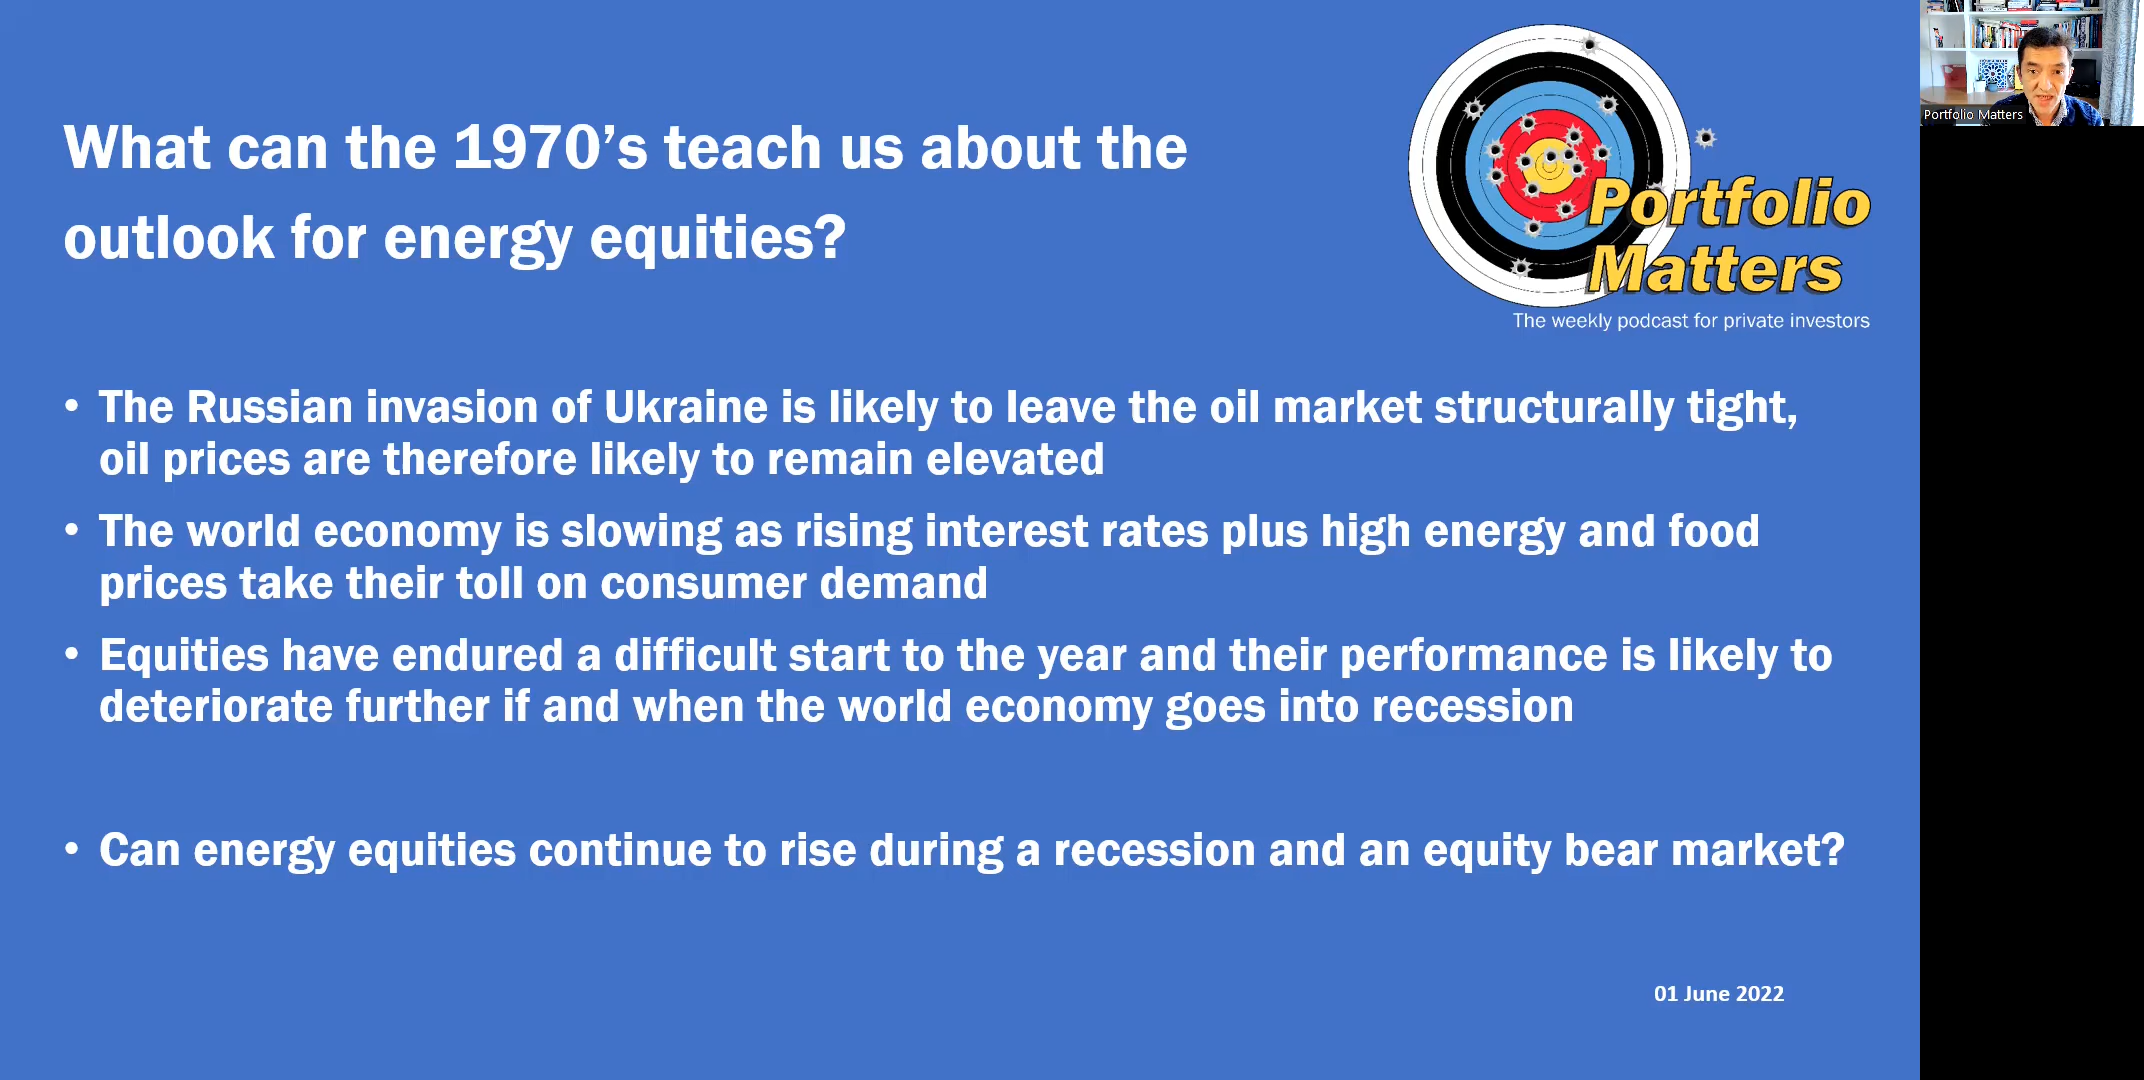 What can the 1970’s teach us about the
outlook for energy equities?
Portfolio
Matters
The weekly podcast for private investors
Portfolio Matters
• The Russian invasion of Ukraine is likely to leave the oil market structurally tight,
oil prices are therefore likely to remain elevated
• The world economy is slowing as rising interest rates plus high energy and food
prices take their toll on consumer demand
• Equities have endured a difficult start to the year and their performance is likely to
deteriorate further if and when the world economy goes into recession
• Can energy equities continue to rise during a recession and an equity bear market?
01 June 2022